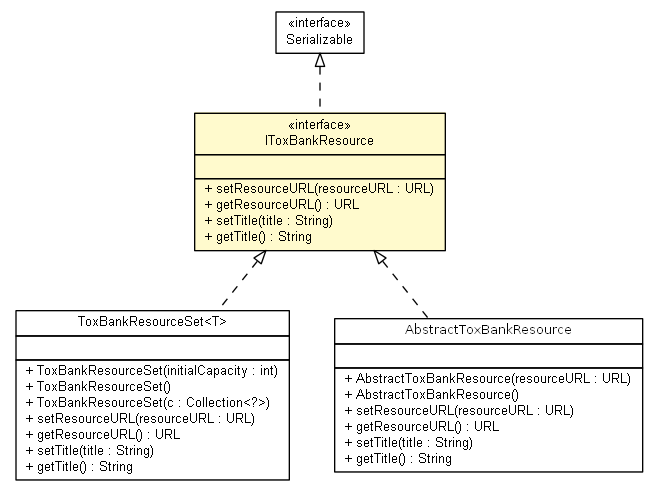 «interface»
Serializable
«interface»
IToxBankResource
+ setResourceURL(resourceURL : URL)
+ getResourceURL() : URL
+ setTitle(title : String)
+ getTitle() : String
ToxBankResourceSet<T>
+ ToxBankResourceSet(initialCapacity : int)
+ ToxBankResourceSet()
+ ToxBankResourceSet(c : Collection<?>)
+ setResourceURL(resourceURL : URL)
+ getResourceURL() : URL
+ setTitle(title : String)
+ getTitle() : String
AbstractToxBankResource
+ AbstractToxBankResource(resourceURL : URL)
+ AbstractToxBankResource()
+ setResourceURL(resourceURL : URL)
+ getResourceURL() : URL
+ setTitle(title : String)
+ getTitle() : String